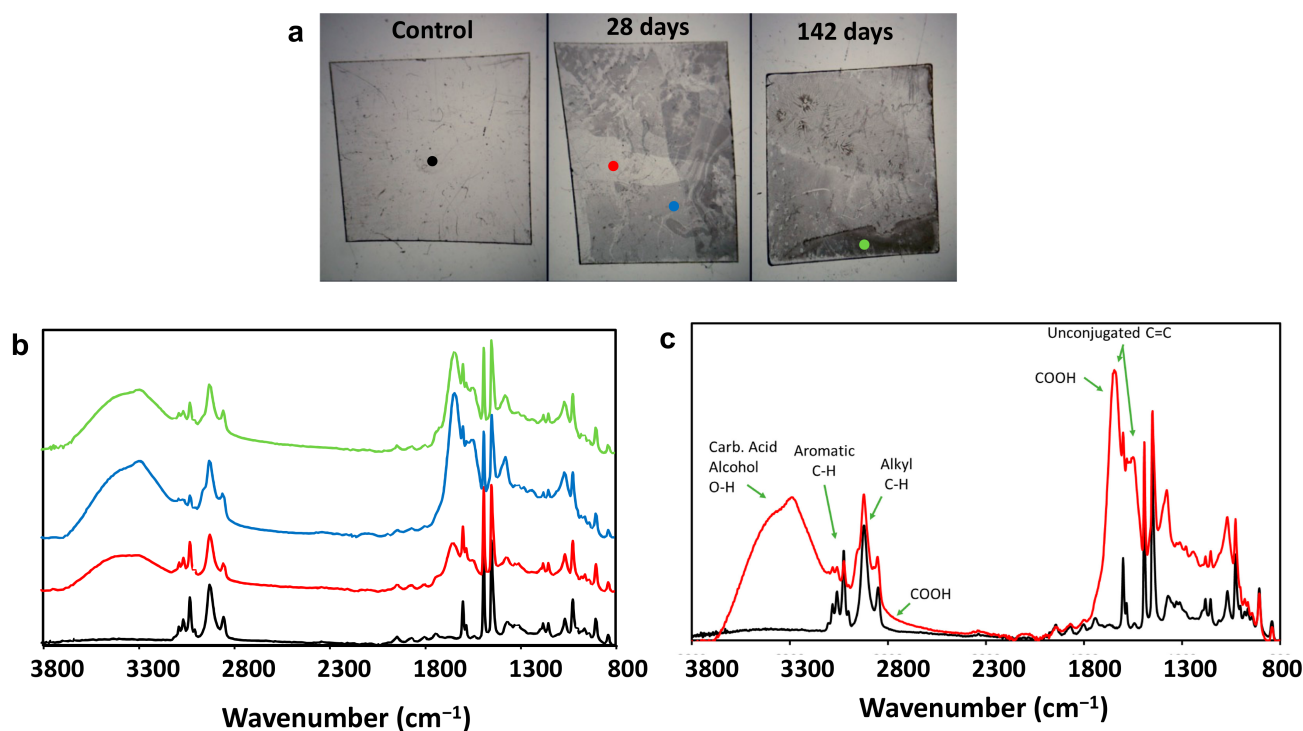 a
Control
28 days
142 days
b
3800
3300
2800
2300
1800
1300
800
Wavenumber (cm⁻¹)
c
Unconjugated C=C
COOH
Carb. Acid
Alcohol
O-H
Aromatic
C-H
Alkyl
C-H
COOH
3800
3300
2800
2300
1800
1300
800
Wavenumber (cm⁻¹)